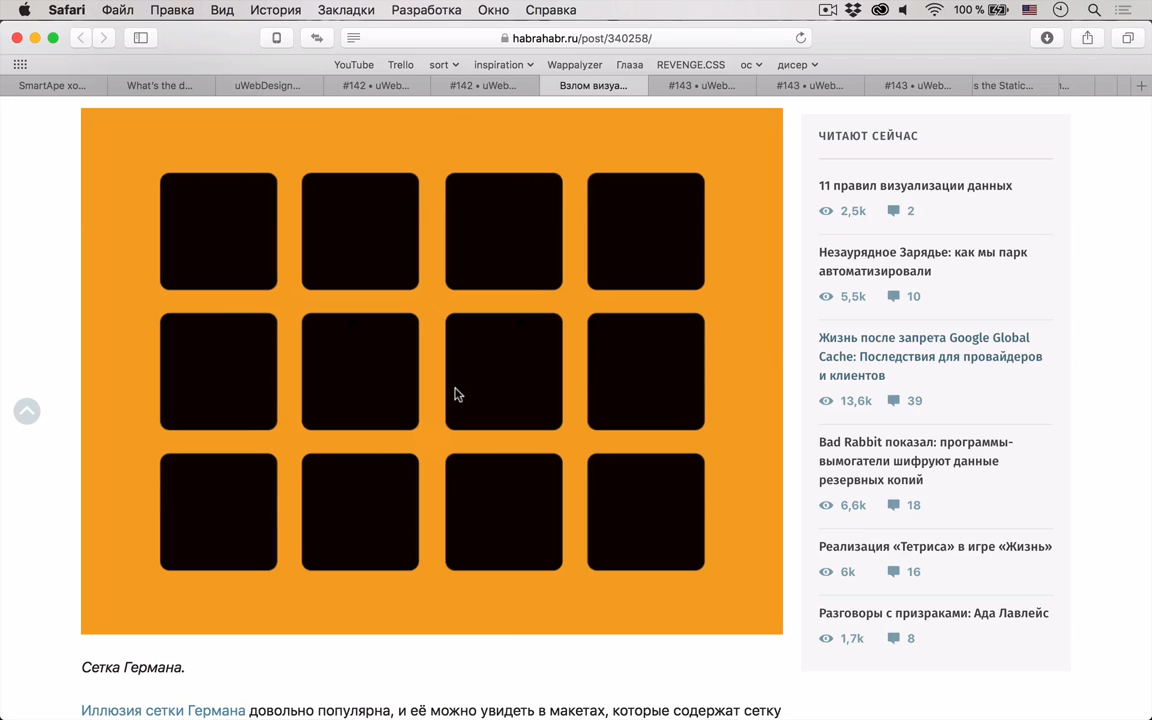 Safari Файл Правка Вид История Закладки Разработка Окно Справка 100 %
habrahabr.ru/post/340258/
YouTube Trello sort inspiration Wappalyzer Глаза REVENGE.CSS ос дисер
SmartApe хо... What's the d... uWebDesign... #142 • uWeb... #142 • uWeb... Взлом визуа... #143 • uWeb... #143 • uWeb... #143 • uWeb... s the Static...
ЧИТАЮТ СЕЙЧАС
11 правил визуализации данных
2,5k 2
Незаурядное Зарядье: как мы парк
автоматизировали
5,5k 10
Жизнь после запрета Google Global
Cache: Последствия для провайдеров
и клиентов
13,6k 39
Bad Rabbit показал: программы-
вымогатели шифруют данные
резервных копий
6,6k 18
Реализация «Тетриса» в игре «Жизнь»
6k 16
Разговоры с призраками: Ада Лавлейс
1,7k 8
Сетка Германа.
Иллюзия сетки Германа довольно популярна, и её можно увидеть в макетах, которые содержат сетку